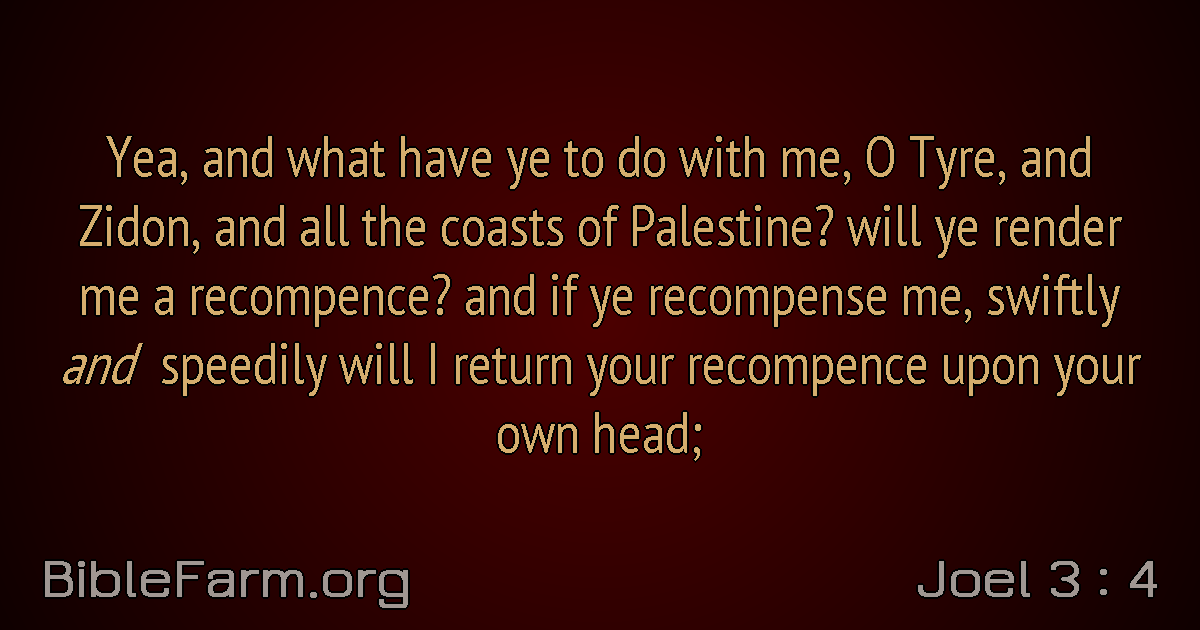 Yea, and what have ye to do with me, O Tyre, and
Zidon, and all the coasts of Palestine? will ye render
me a recompence? and if ye recompense me, swiftly
and speedily will I return your recompence upon your
own head;
BibleFarm.org
Joel 3 : 4